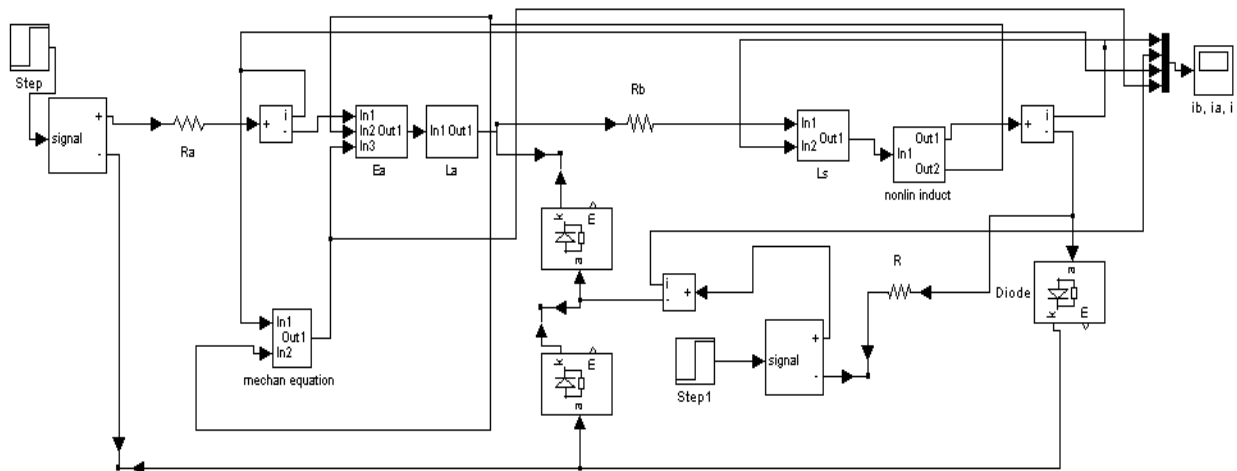 Step
signal
+
-
Ra
+
i
-
In1
In2
In3
Out1
Ea
In1
Out1
La
Rb
In1
In2
Out1
Ls
In1
Out1
Out2
nonlin induct
+
i
-
ib, ia, i
In1
In2
Out1
mechan equation
k
m
a
k
m
a
i
-
+
Step1
signal
+
-
R
Diode
a
k
m